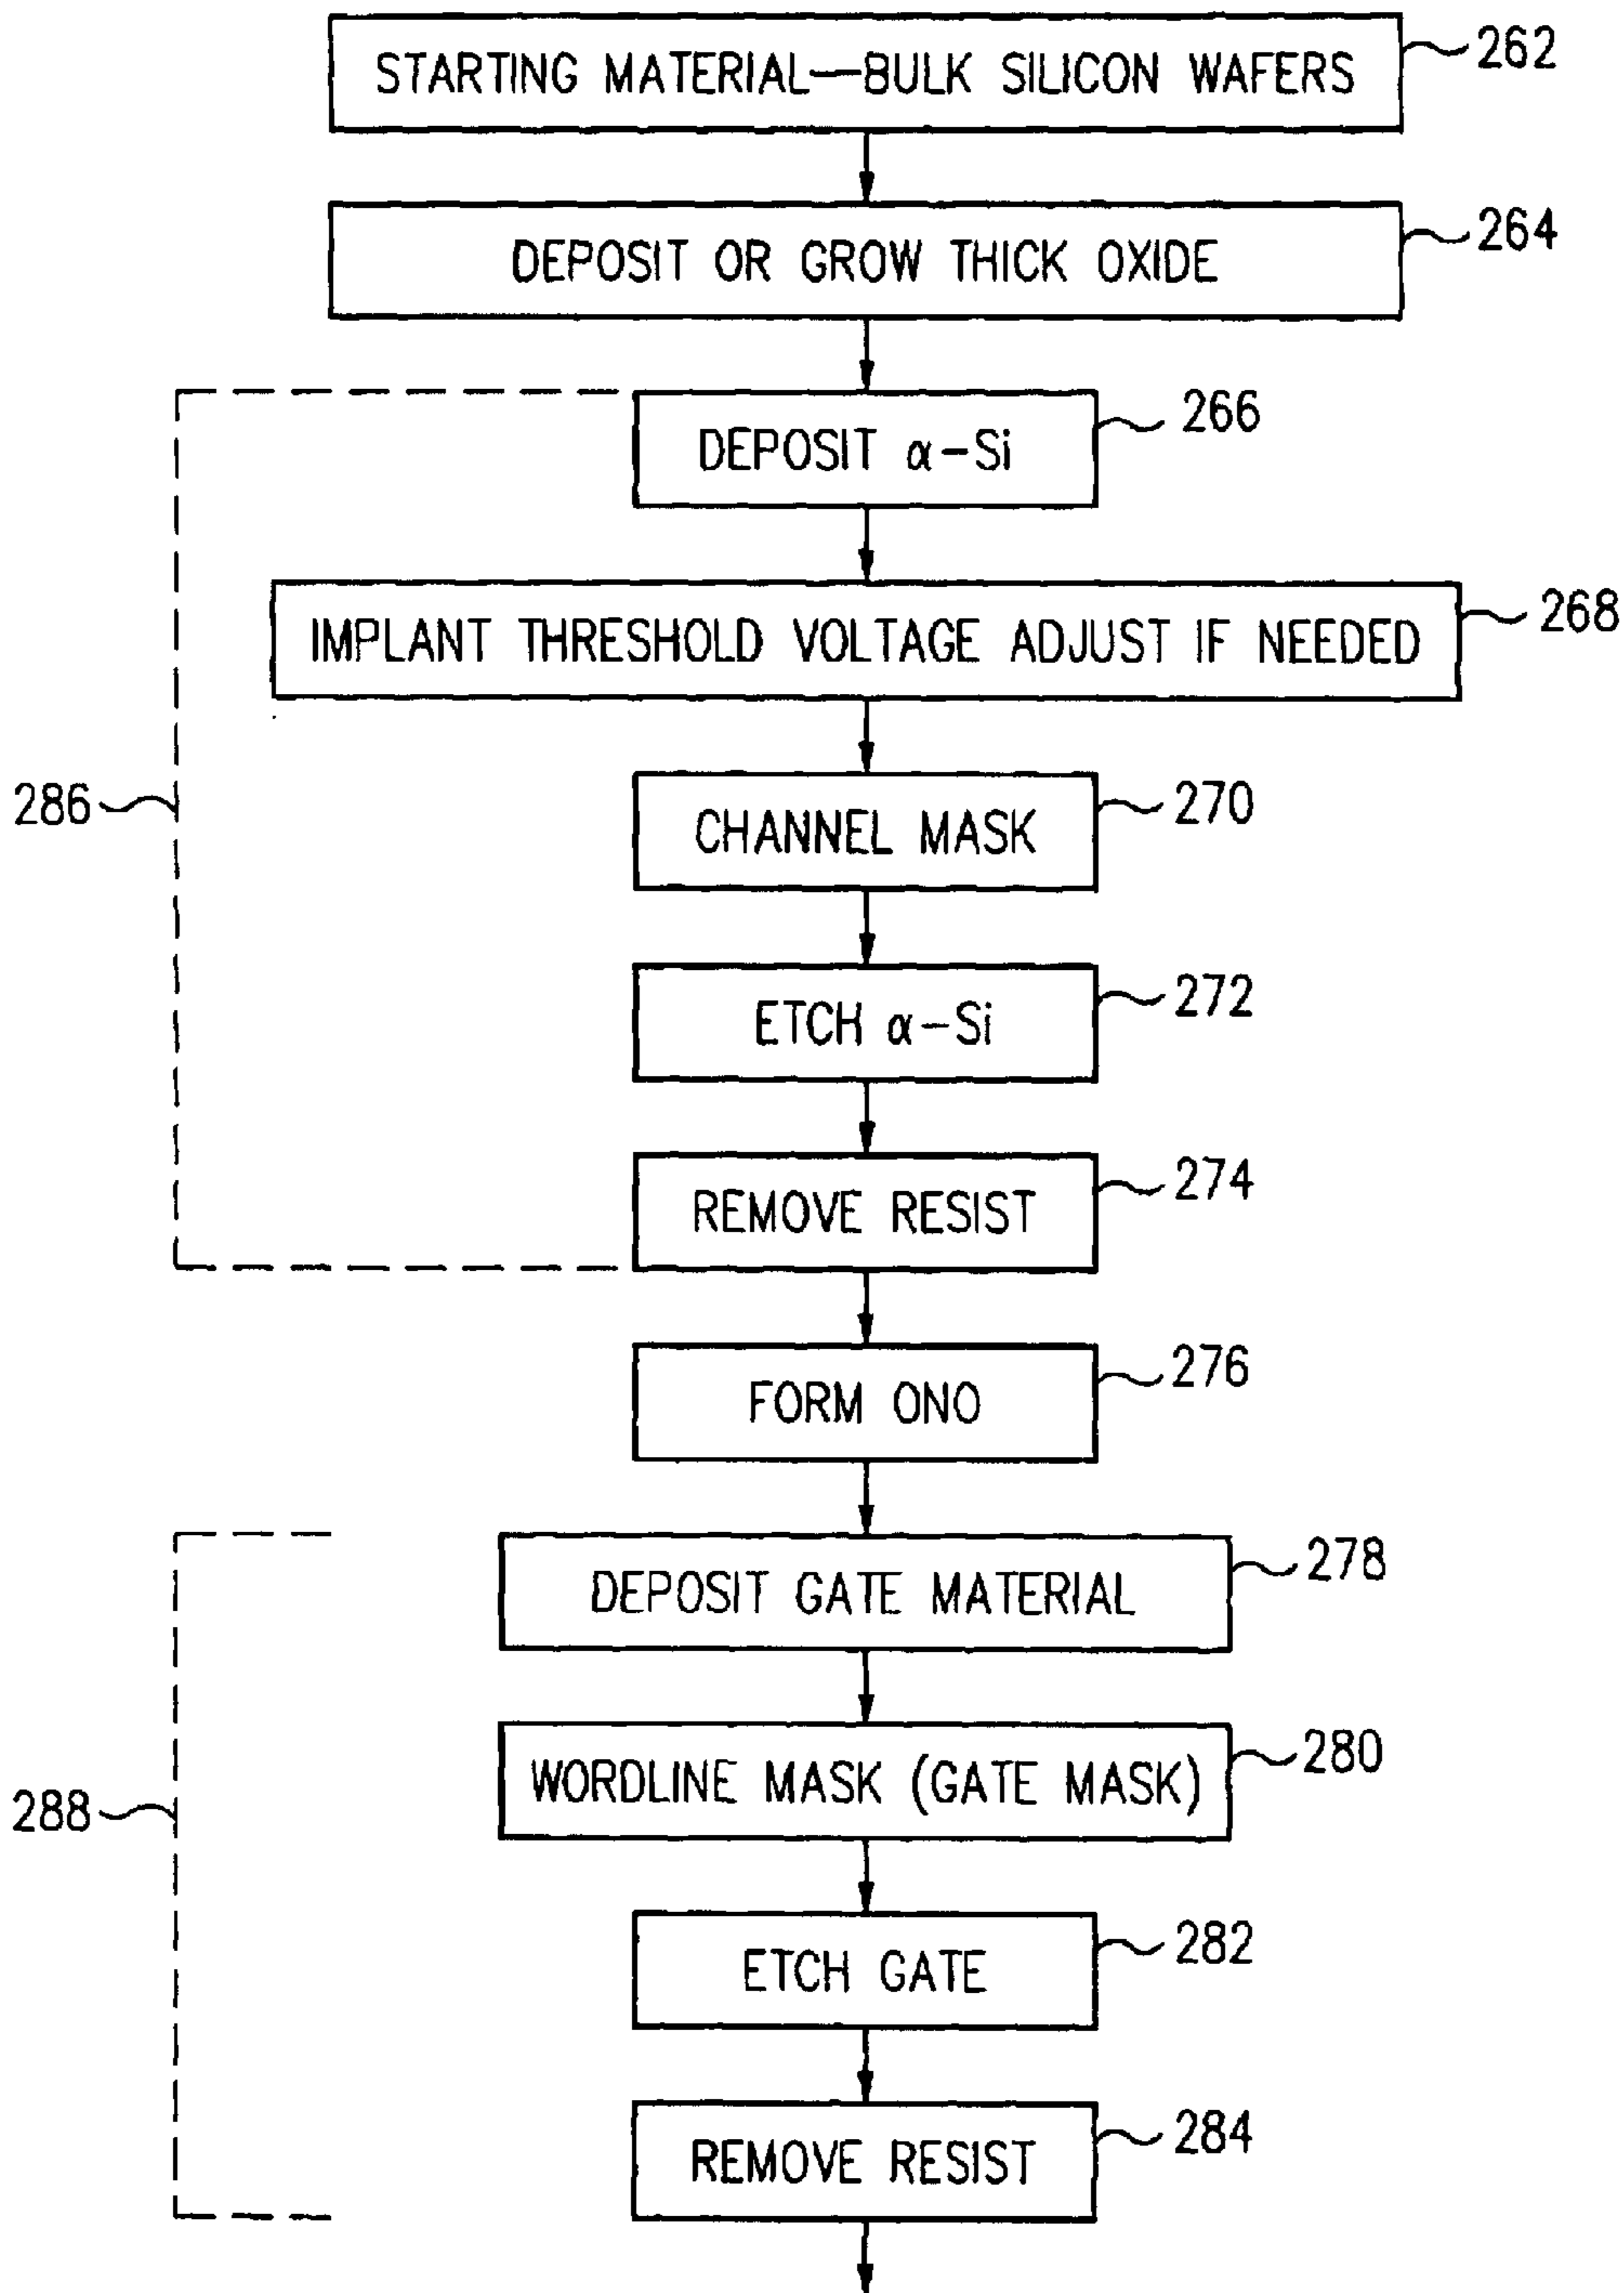 STARTING MATERIAL—BULK SILICON WAFERS
262
DEPOSIT OR GROW THICK OXIDE
264
DEPOSIT α-Si
266
IMPLANT THRESHOLD VOLTAGE ADJUST IF NEEDED
268
286
CHANNEL MASK
270
ETCH α-Si
272
REMOVE RESIST
274
FORM ONO
276
DEPOSIT GATE MATERIAL
278
WORDLINE MASK (GATE MASK)
280
288
ETCH GATE
282
REMOVE RESIST
284